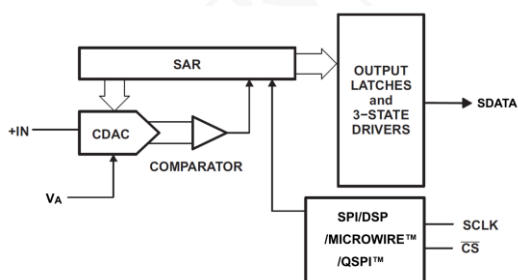 SAR
OUTPUT
LATCHES
and
3−STATE
DRIVERS
SDATA
+IN
CDAC
COMPARATOR
VA
SPI/DSP
/MICROWIRE™
/QSPI™
SCLK
CS